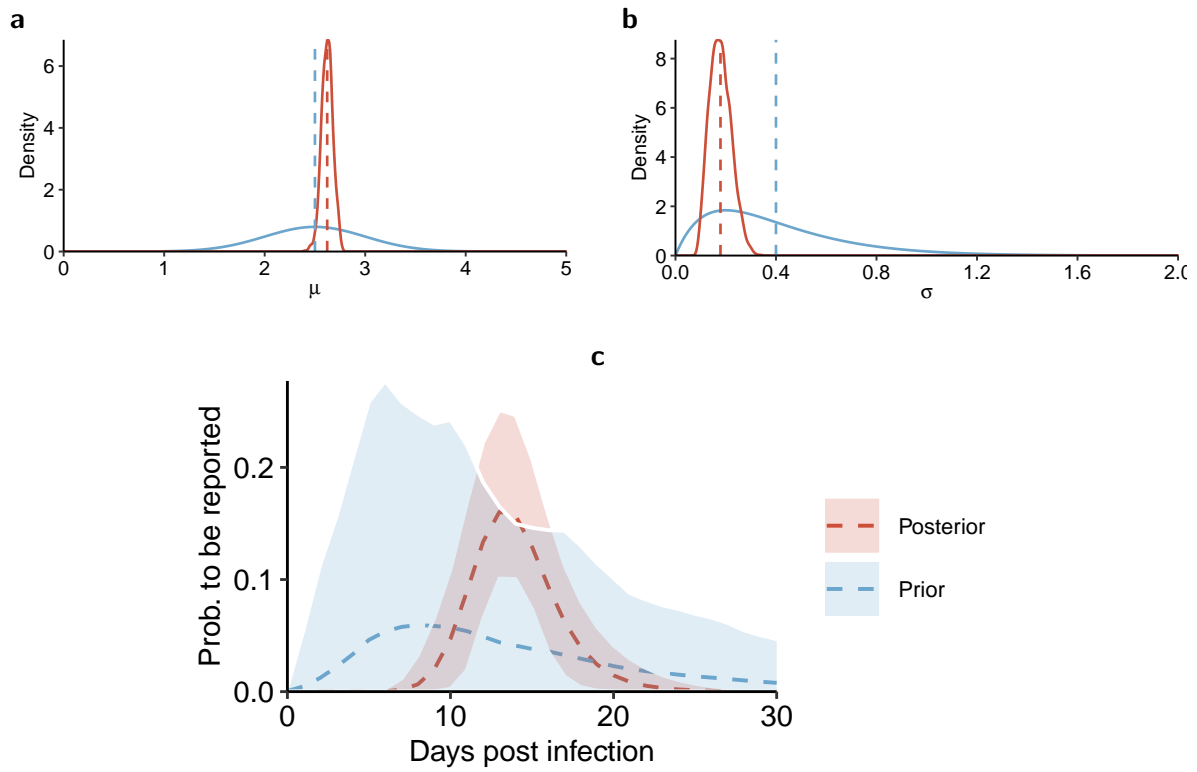 a
Density
6
4
2
0
0 1 2 3 4 5
μ
b
Density
8
6
4
2
0
0.0 0.4 0.8 1.2 1.6 2.0
σ
c
Prob. to be reported
0.2
0.1
0.0
0 10 20 30
Days post infection
Posterior
Prior